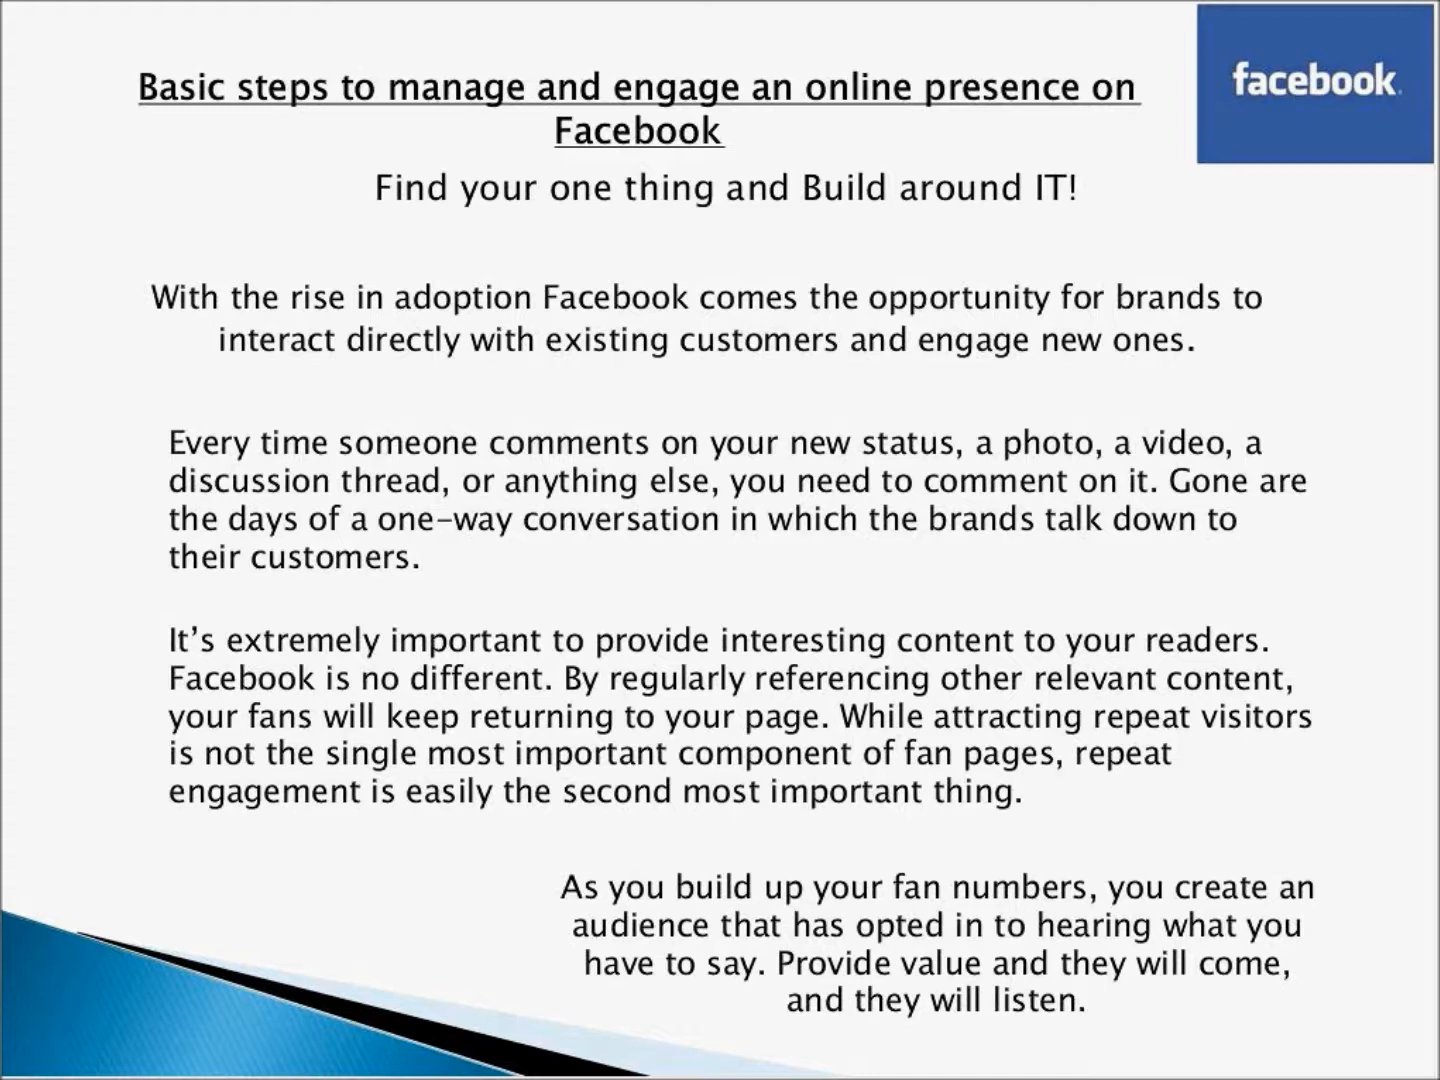 facebook
Basic steps to manage and engage an online presence on
Facebook
Find your one thing and Build around IT!
With the rise in adoption Facebook comes the opportunity for brands to
interact directly with existing customers and engage new ones.
Every time someone comments on your new status, a photo, a video, a
discussion thread, or anything else, you need to comment on it. Gone are
the days of a one-way conversation in which the brands talk down to
their customers.
It’s extremely important to provide interesting content to your readers.
Facebook is no different. By regularly referencing other relevant content,
your fans will keep returning to your page. While attracting repeat visitors
is not the single most important component of fan pages, repeat
engagement is easily the second most important thing.
As you build up your fan numbers, you create an
audience that has opted in to hearing what you
have to say. Provide value and they will come,
and they will listen.